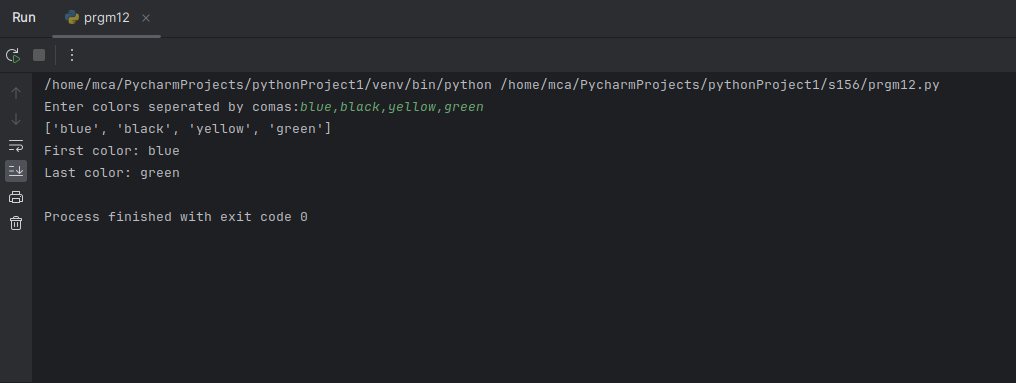 Run prgm12
/home/mca/PycharmProjects/pythonProject1/venv/bin/python /home/mca/PycharmProjects/pythonProject1/s156/prgm12.py
Enter colors seperated by comas:blue,black,yellow,green
['blue', 'black', 'yellow', 'green']
First color: blue
Last color: green
Process finished with exit code 0